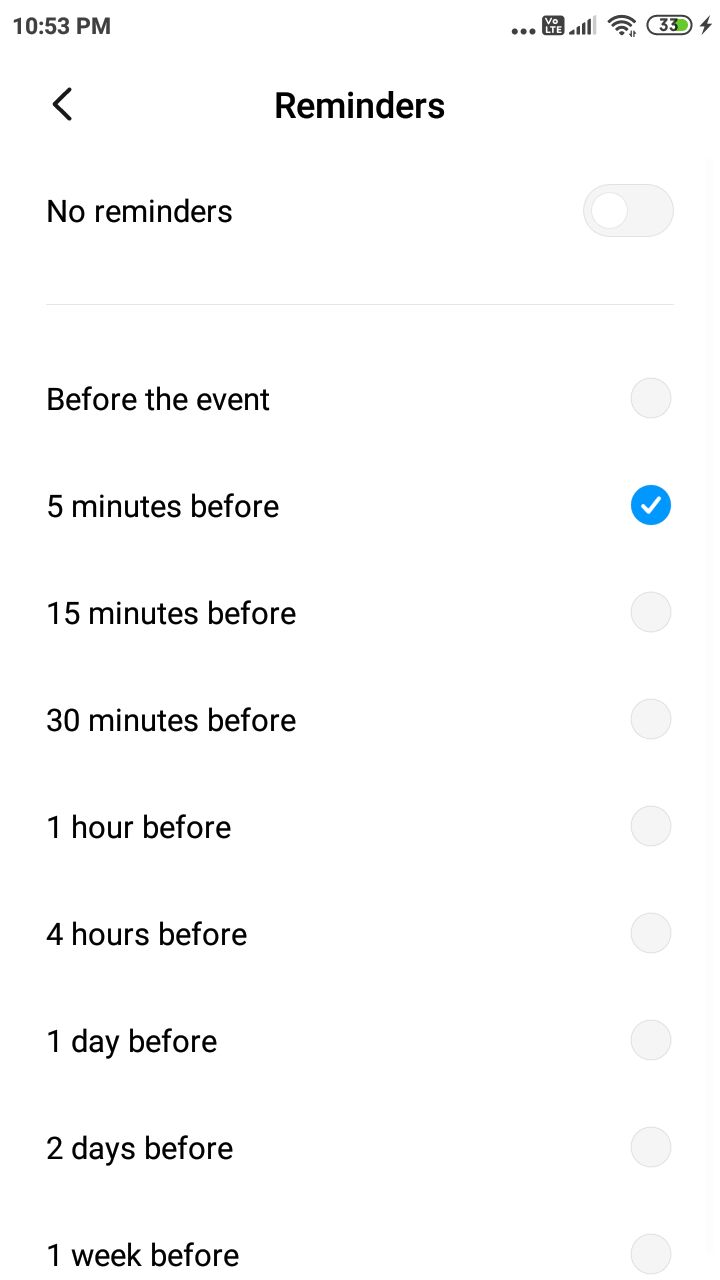 10:53 PM
Vo LTE
33
Reminders
No reminders
Before the event
5 minutes before
15 minutes before
30 minutes before
1 hour before
4 hours before
1 day before
2 days before
1 week before